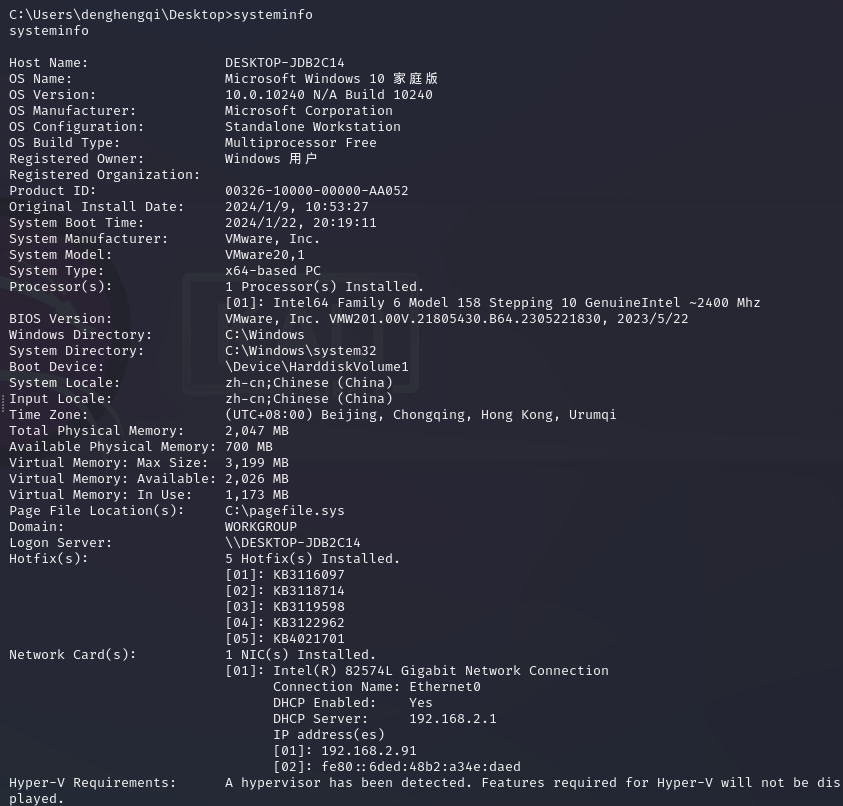 C:\Users\denghengqi\Desktop>systeminfo
systeminfo
Host Name:                 DESKTOP-JDB2C14
OS Name:                   Microsoft Windows 10 家庭版
OS Version:                10.0.10240 N/A Build 10240
OS Manufacturer:           Microsoft Corporation
OS Configuration:          Standalone Workstation
OS Build Type:             Multiprocessor Free
Registered Owner:          Windows 用户
Registered Organization:
Product ID:                00326-10000-00000-AA052
Original Install Date:     2024/1/9, 10:53:27
System Boot Time:          2024/1/22, 20:19:11
System Manufacturer:       VMware, Inc.
System Model:              VMware20,1
System Type:               x64-based PC
Processor(s):              1 Processor(s) Installed.
                           [01]: Intel64 Family 6 Model 158 Stepping 10 GenuineIntel ~2400 Mhz
BIOS Version:              VMware, Inc. VMW201.00V.21805430.B64.2305221830, 2023/5/22
Windows Directory:         C:\Windows
System Directory:          C:\Windows\system32
Boot Device:               \Device\HarddiskVolume1
System Locale:             zh-cn;Chinese (China)
Input Locale:              zh-cn;Chinese (China)
Time Zone:                 (UTC+08:00) Beijing, Chongqing, Hong Kong, Urumqi
Total Physical Memory:     2,047 MB
Available Physical Memory: 700 MB
Virtual Memory: Max Size:  3,199 MB
Virtual Memory: Available: 2,026 MB
Virtual Memory: In Use:    1,173 MB
Page File Location(s):     C:\pagefile.sys
Domain:                    WORKGROUP
Logon Server:              \\DESKTOP-JDB2C14
Hotfix(s):                 5 Hotfix(s) Installed.
                           [01]: KB3116097
                           [02]: KB3118714
                           [03]: KB3119598
                           [04]: KB3122962
                           [05]: KB4021701
Network Card(s):           1 NIC(s) Installed.
                           [01]: Intel(R) 82574L Gigabit Network Connection
                                 Connection Name: Ethernet0
                                 DHCP Enabled:    Yes
                                 DHCP Server:     192.168.2.1
                                 IP address(es)
                                 [01]: 192.168.2.91
                                 [02]: fe80::6ded:48b2:a34e:daed
Hyper-V Requirements:      A hypervisor has been detected. Features required for Hyper-V will not be dis
played.